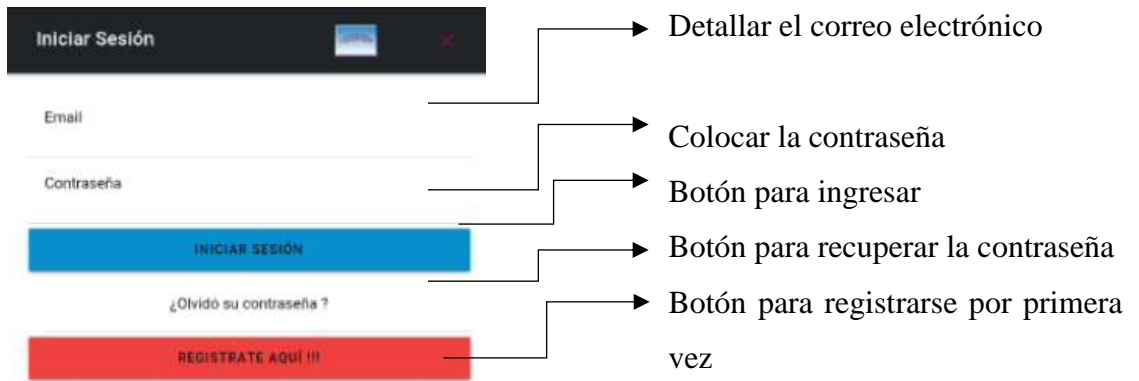 Iniciar Sesión
Detallar el correo electrónico
Email
Colocar la contraseña
Contraseña
Botón para ingresar
INICIAR SESIÓN
Botón para recuperar la contraseña
¿Olvidó su contraseña ?
Botón para registrarse por primera
vez
REGISTRATE AQUÍ !!!